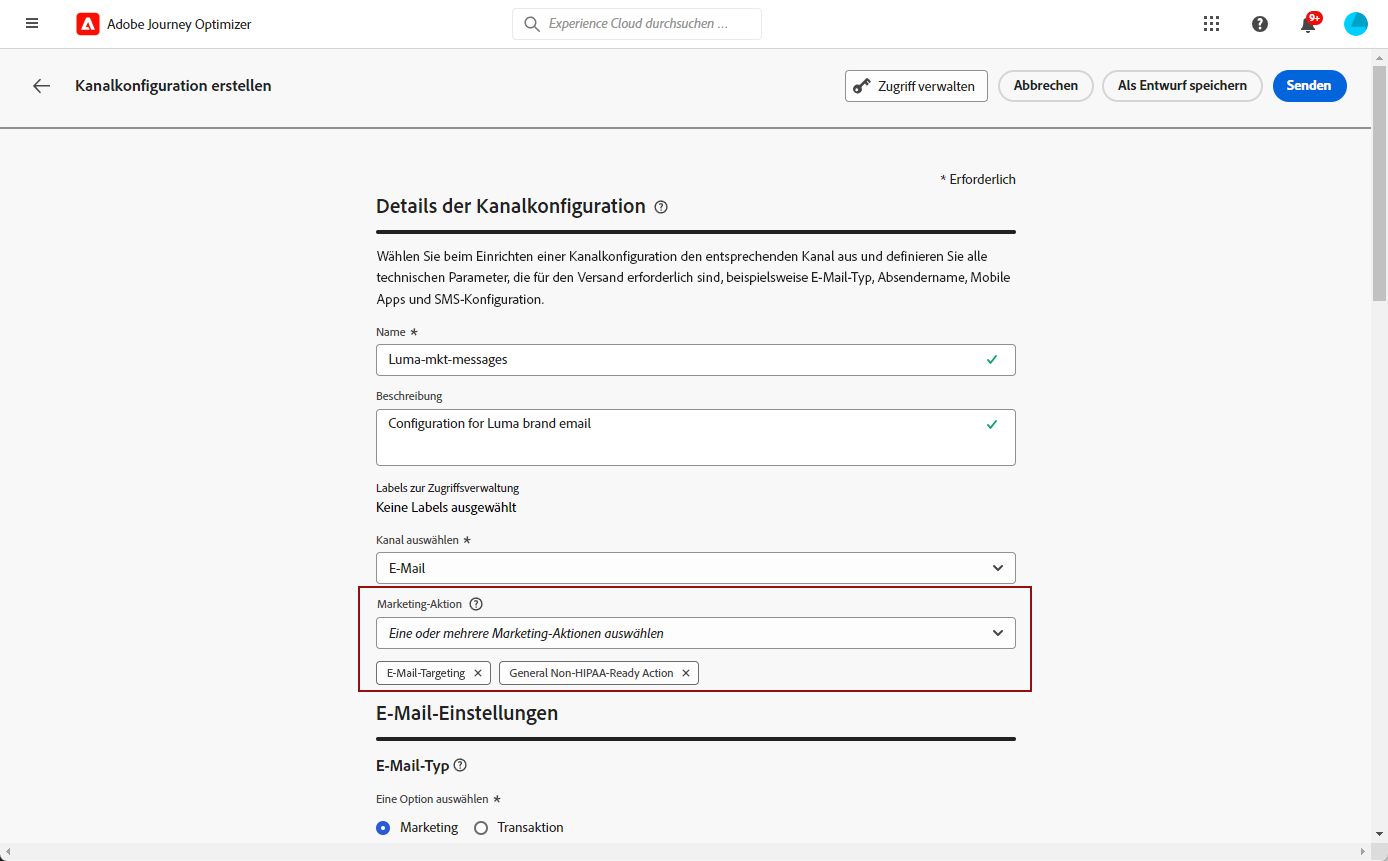 Adobe Journey Optimizer
Experience Cloud durchsuchen ...
9+
Kanalkonfiguration erstellen
Zugriff verwalten
Abbrechen
Als Entwurf speichern
Senden
* Erforderlich
Details der Kanalkonfiguration
Wählen Sie beim Einrichten einer Kanalkonfiguration den entsprechenden Kanal aus und definieren Sie alle
technischen Parameter, die für den Versand erforderlich sind, beispielsweise E-Mail-Typ, Absendername, Mobile
Apps und SMS-Konfiguration.
Name *
Luma-mkt-messages
Beschreibung
Configuration for Luma brand email
Labels zur Zugriffsverwaltung
Keine Labels ausgewählt
Kanal auswählen *
E-Mail
Marketing-Aktion
Eine oder mehrere Marketing-Aktionen auswählen
E-Mail-Targeting
General Non-HIPAA-Ready Action
E-Mail-Einstellungen
E-Mail-Typ
Eine Option auswählen *
Marketing
Transaktion